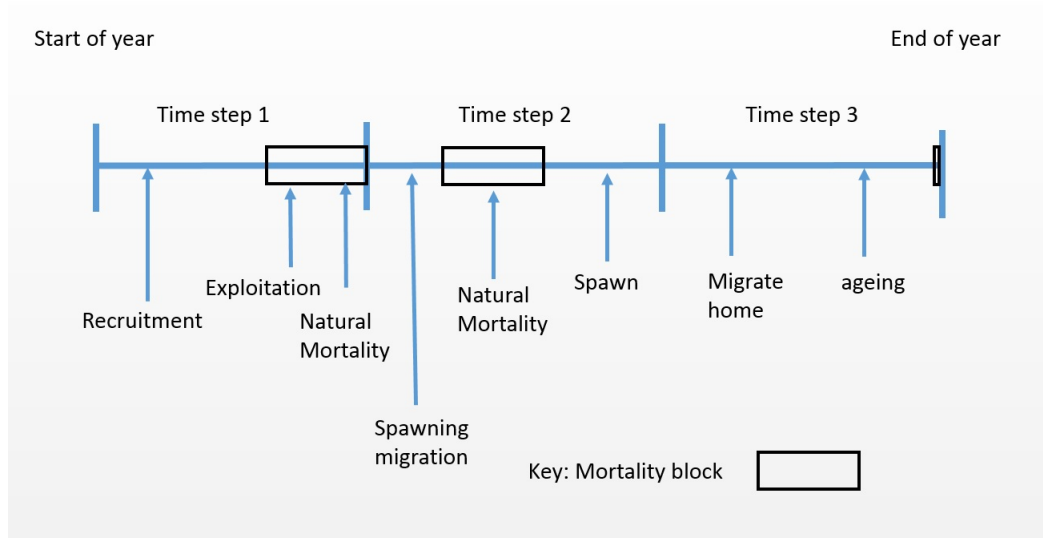 Start of year
End of year
Time step 1
Time step 2
Time step 3
Recruitment
Exploitation
Natural
Mortality
Spawning
migration
Natural
Mortality
Spawn
Migrate
home
ageing
Key: Mortality block